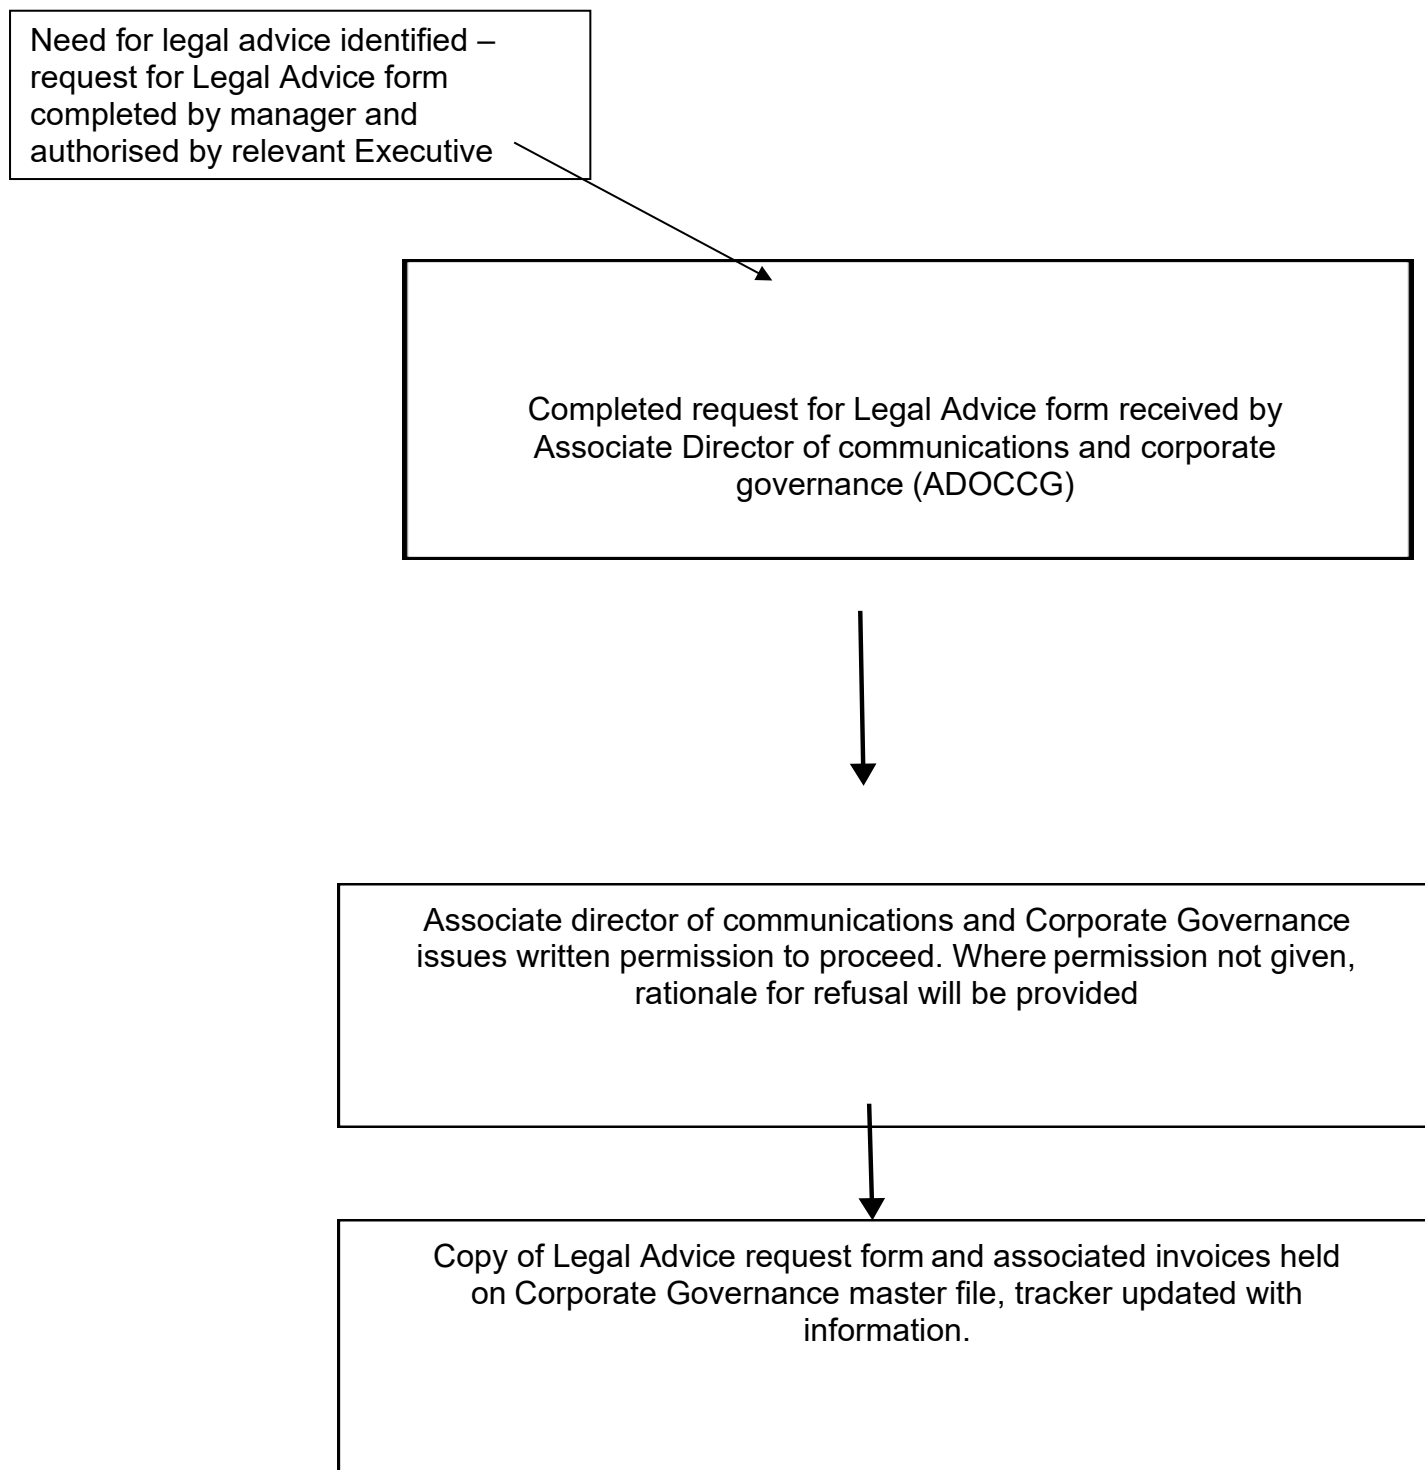 Need for legal advice identified –
request for Legal Advice form
completed by manager and
authorised by relevant Executive
Completed request for Legal Advice form received by
Associate Director of communications and corporate
governance (ADOCCG)
Associate director of communications and Corporate Governance
issues written permission to proceed. Where permission not given,
rationale for refusal will be provided
Copy of Legal Advice request form and associated invoices held
on Corporate Governance master file, tracker updated with
information.